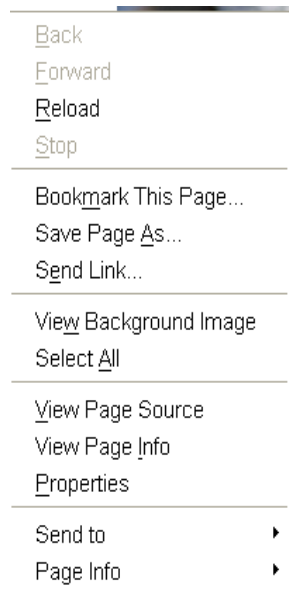 Back
Forward
Reload
Stop
Bookmark This Page...
Save Page As...
Send Link...
View Background Image
Select All
View Page Source
View Page Info
Properties
Send to
Page Info